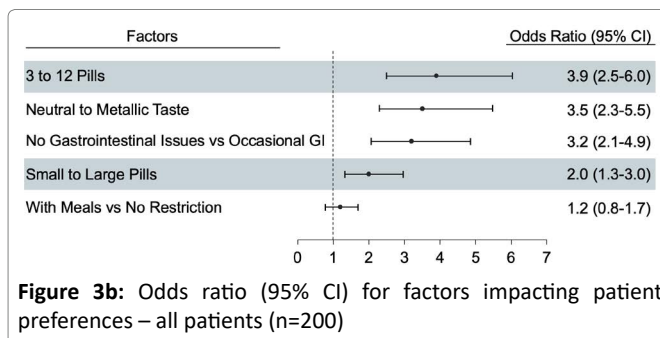 Factors Odds Ratio (95% CI)
3 to 12 Pills 3.9 (2.5-6.0)
Neutral to Metallic Taste 3.5 (2.3-5.5)
No Gastrointestinal Issues vs Occasional GI 3.2 (2.1-4.9)
Small to Large Pills 2.0 (1.3-3.0)
With Meals vs No Restriction 1.2 (0.8-1.7)
0 1 2 3 4 5 6 7
Figure 3b: Odds ratio (95% CI) for factors impacting patient
preferences – all patients (n=200)